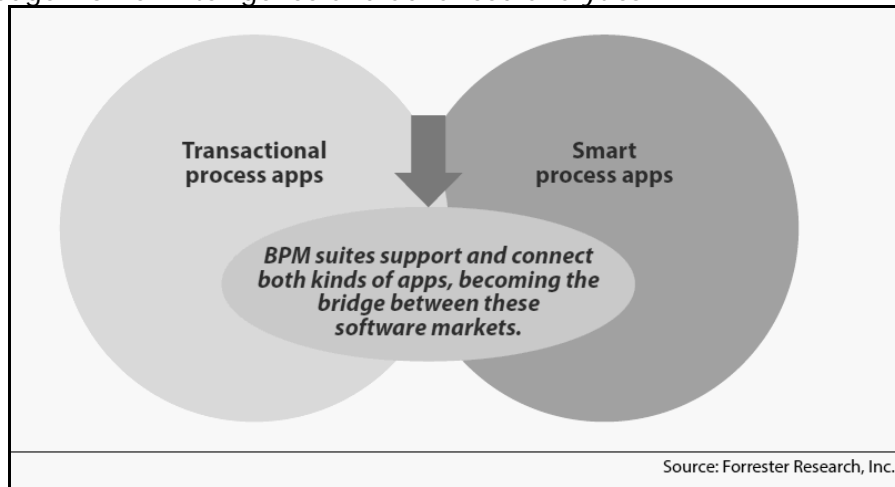 Transactional
process apps
Smart
process apps
BPM suites support and connect
both kinds of apps, becoming the
bridge between these
software markets.
Source: Forrester Research, Inc.